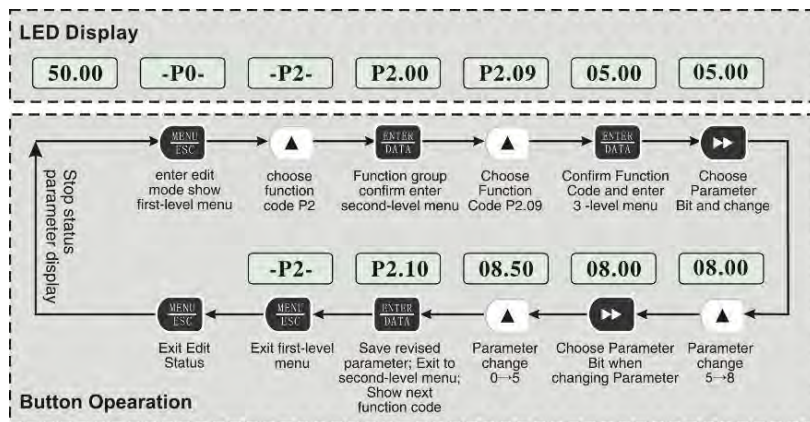 LED Display
50.00 -P0- -P2- P2.00 P2.09 05.00 05.00
MENU
ESC
▲
ENTER
DATA
▲
ENTER
DATA
▶▶
enter edit
mode show
first-level menu
choose
function
code P2
Function group
confirm enter
second-level menu
Choose
Function
Code P2.09
Confirm Function
Code and enter
3 -level menu
Choose
Parameter
Bit and change
Stop status
parameter display
-P2- P2.10 08.50 08.00 08.00
MENU
ESC
MENU
ESC
ENTER
DATA
▲
▶▶
▲
Exit Edit
Status
Exit first-level
menu
Save revised
parameter; Exit to
second-level menu;
Show next
function code
Parameter
change
0→5
Choose Parameter
Bit when
changing Parameter
Parameter
change
5→8
Button Opearation